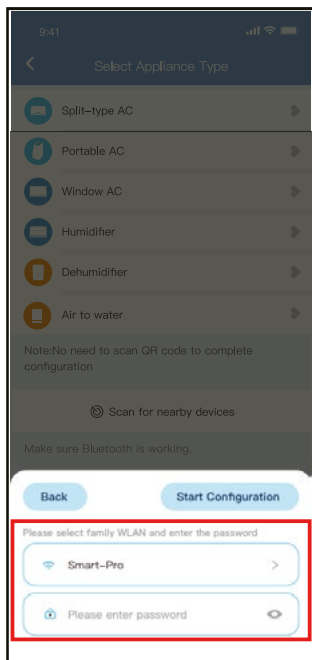 9:41
Select Appliance Type
Split-type AC
Portable AC
Window AC
Humidifier
Dehumidifier
Air to water
Note:No need to scan QR code to complete
configuration
Scan for nearby devices
Make sure Bluetooth is working.
Back
Start Configuration
Please select family WLAN and enter the password
Smart-Pro
Please enter password